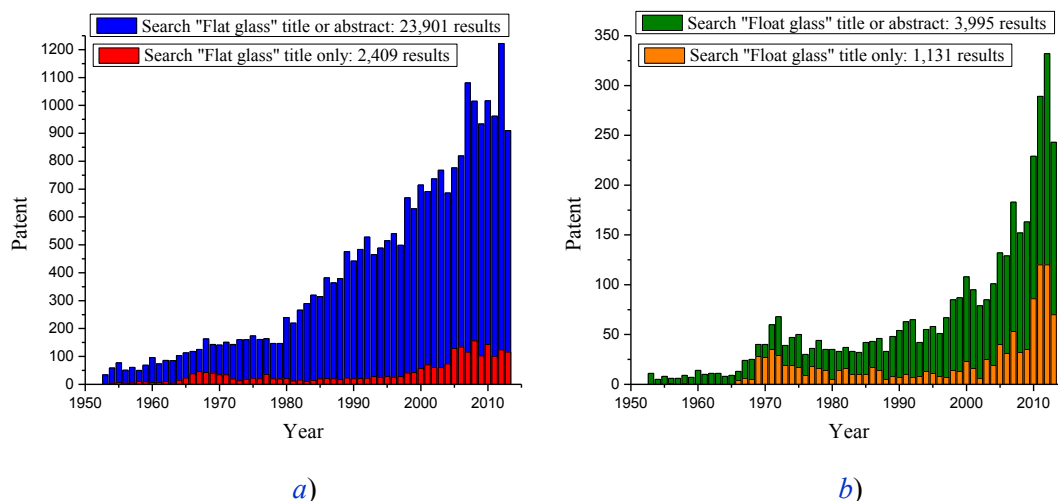 Search "Flat glass" title or abstract: 23,901 results
Search "Flat glass" title only: 2,409 results
1200
1100
1000
900
800
700
600
500
400
300
200
100
0
Patent
1950 1960 1970 1980 1990 2000 2010
Year
a)
Search "Float glass" title or abstract: 3,995 results
Search "Float glass" title only: 1,131 results
350
300
250
200
150
100
50
0
Patent
1950 1960 1970 1980 1990 2000 2010
Year
b)